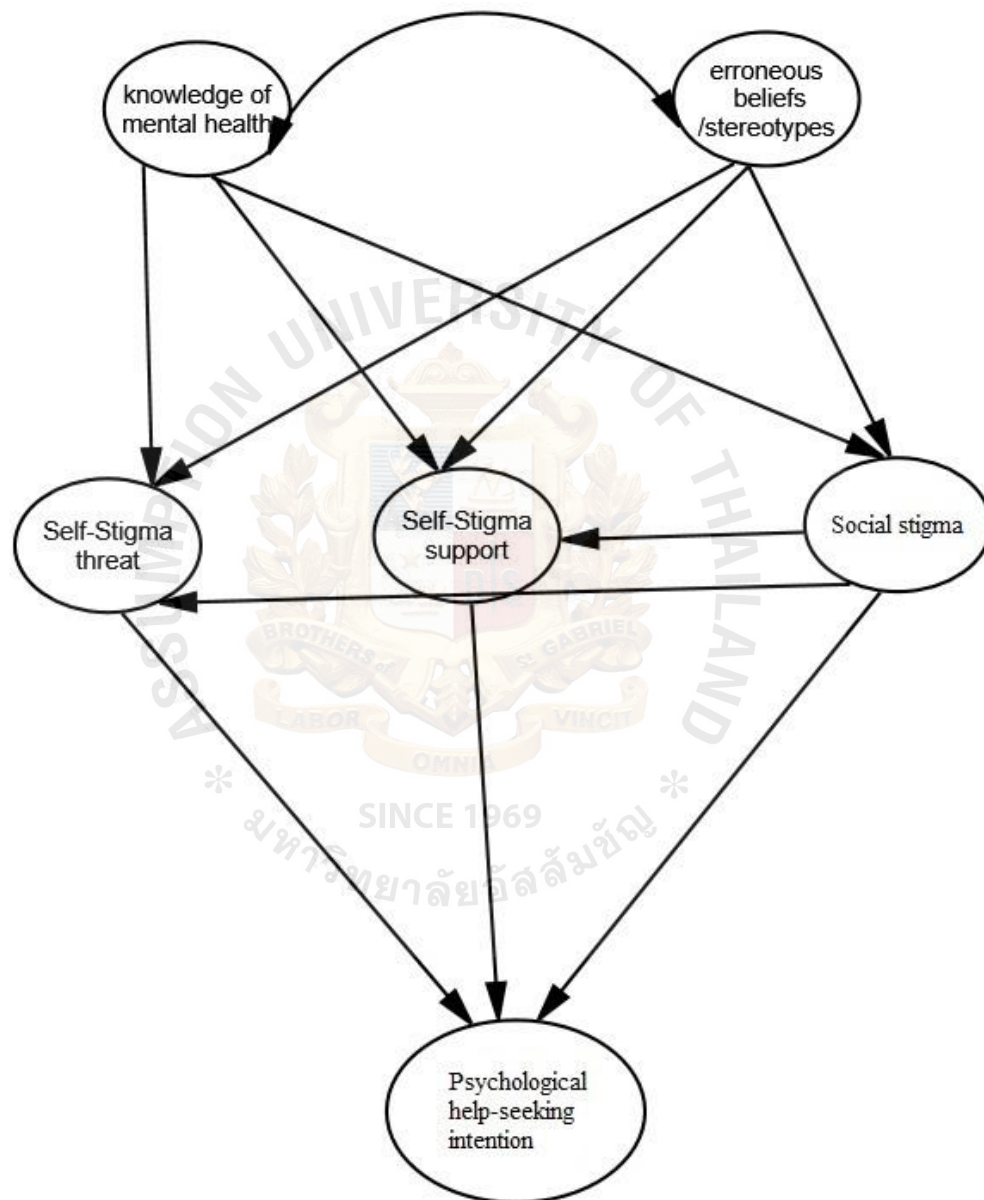 knowledge of
mental health
erroneous
beliefs
/stereotypes
ASSUMPTION UNIVERSITY OF THAILAND
Self-Stigma
threat
Self-Stigma
support
Social stigma
BROTHERS of
St GABRIEL
LABOR
OMNIA
VINCIT
SINCE 1969
* มหาวิทยาลัยอัสสัมชัญ *
Psychological
help-seeking
intention